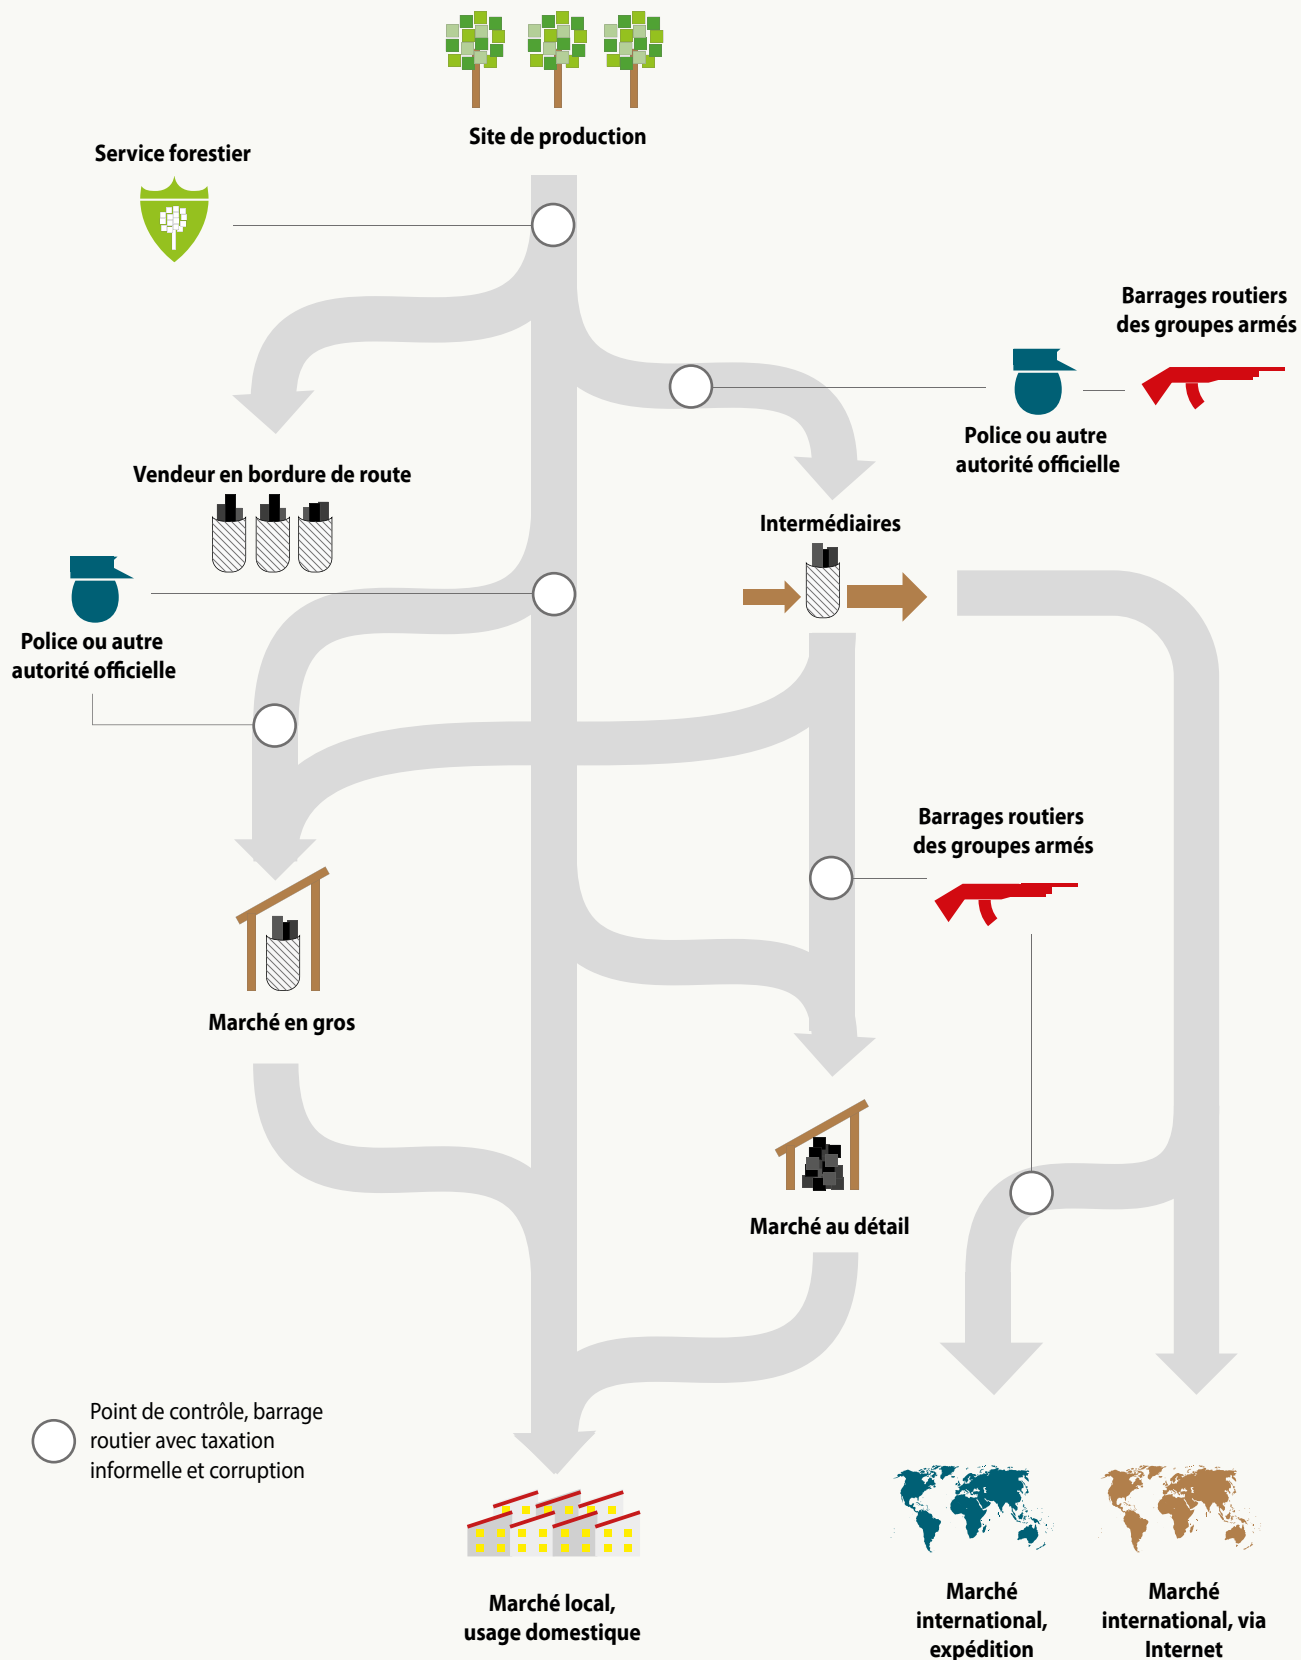 Site de production
Service forestier
Barrages routiers
des groupes armés
Police ou autre
autorité officielle
Vendeur en bordure de route
Intermédiaires
Police ou autre
autorité officielle
Barrages routiers
des groupes armés
Marché en gros
Marché au détail
Point de contrôle, barrage
routier avec taxation
informelle et corruption
Marché local,
usage domestique
Marché
international,
expédition
Marché
international, via
Internet